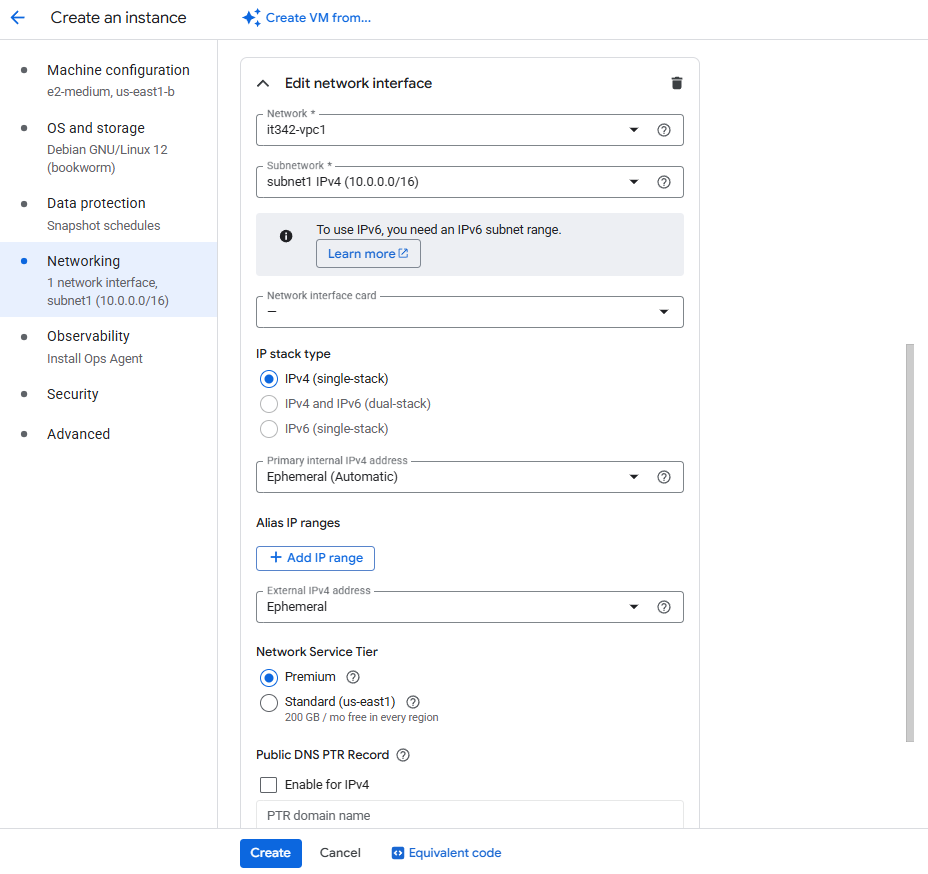 Create an instance
Create VM from...
Machine configuration
e2-medium, us-east1-b
OS and storage
Debian GNU/Linux 12
(bookworm)
Data protection
Snapshot schedules
Networking
1 network interface,
subnet1 (10.0.0.0/16)
Observability
Install Ops Agent
Security
Advanced
Edit network interface
Network *
it342-vpc1
Subnetwork *
subnet1 IPv4 (10.0.0.0/16)
To use IPv6, you need an IPv6 subnet range.
Learn more
Network interface card
—
IP stack type
IPv4 (single-stack)
IPv4 and IPv6 (dual-stack)
IPv6 (single-stack)
Primary internal IPv4 address
Ephemeral (Automatic)
Alias IP ranges
+ Add IP range
External IPv4 address
Ephemeral
Network Service Tier
Premium
Standard (us-east1)
200 GB / mo free in every region
Public DNS PTR Record
Enable for IPv4
PTR domain name
Create
Cancel
Equivalent code